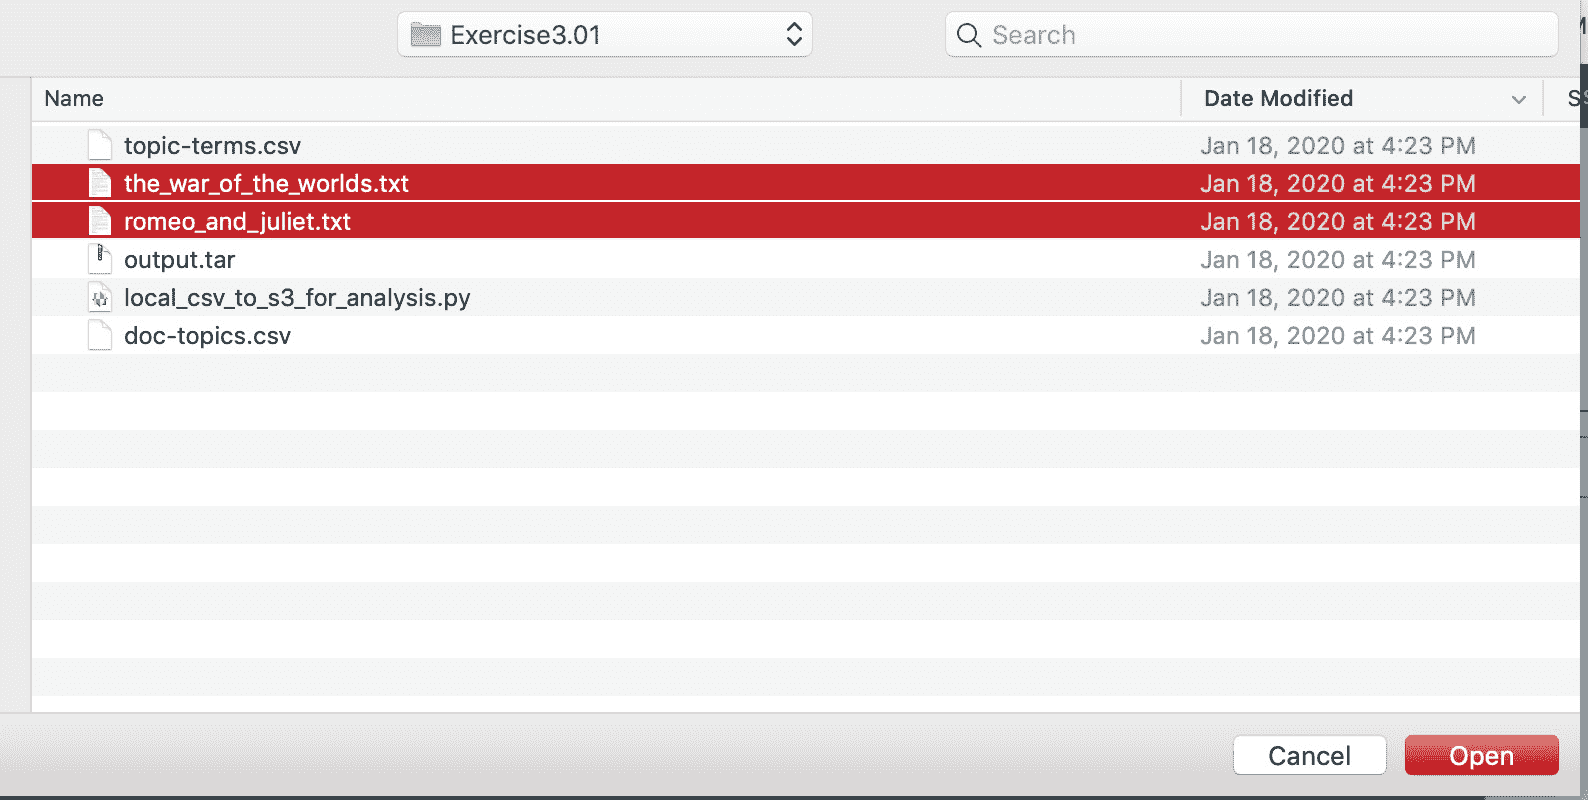 Exercise3.01 Search
Name Date Modified
topic-terms.csv Jan 18, 2020 at 4:23 PM
the_war_of_the_worlds.txt Jan 18, 2020 at 4:23 PM
romeo_and_juliet.txt Jan 18, 2020 at 4:23 PM
output.tar Jan 18, 2020 at 4:23 PM
local_csv_to_s3_for_analysis.py Jan 18, 2020 at 4:23 PM
doc-topics.csv Jan 18, 2020 at 4:23 PM
Cancel Open